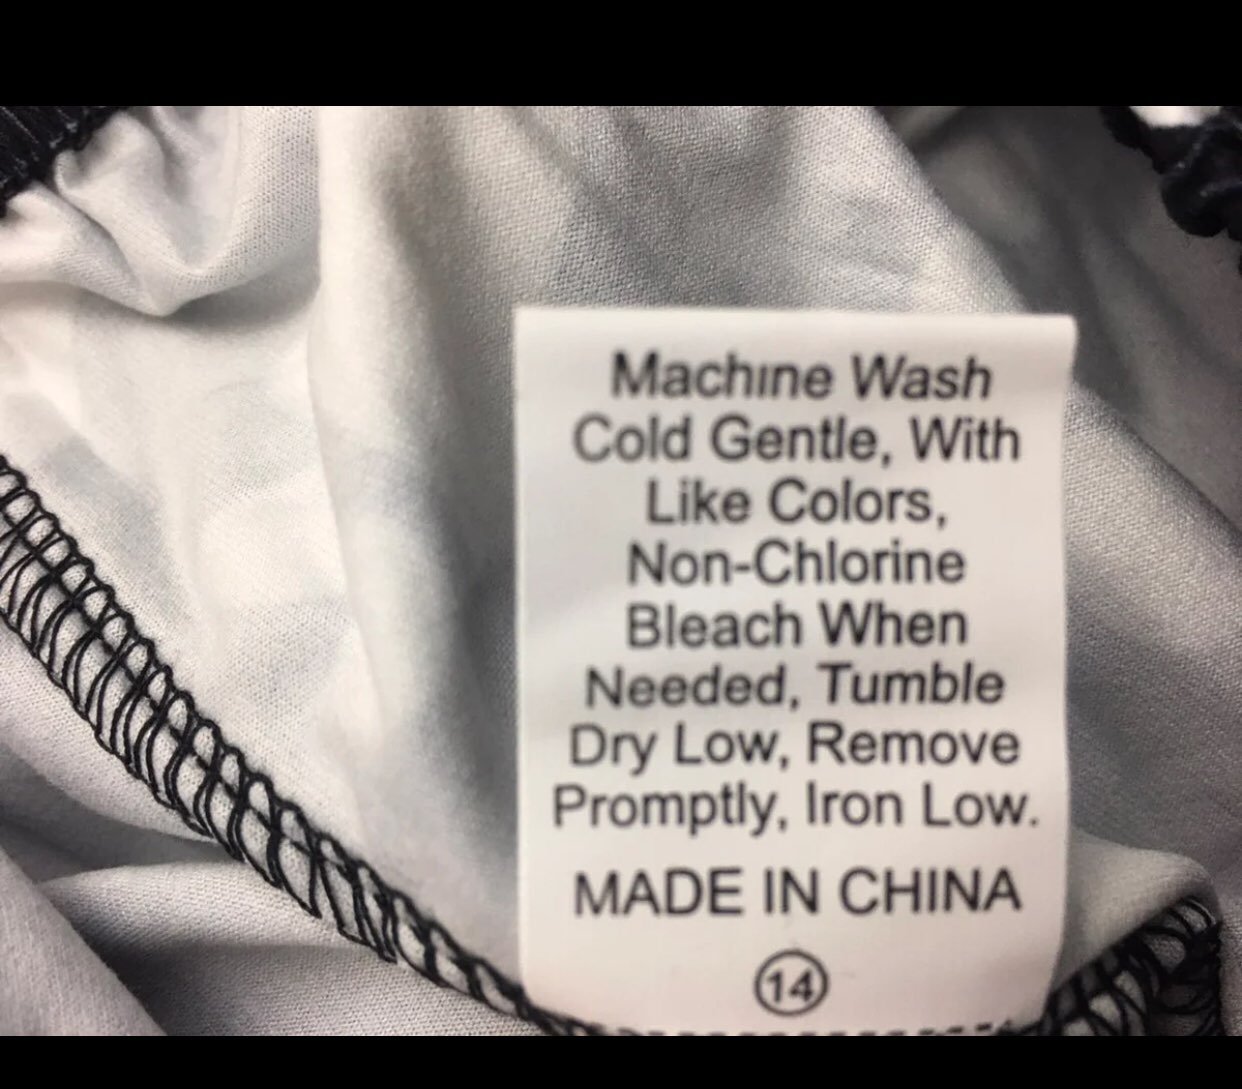 Machine Wash
Cold Gentle, With
Like Colors,
Non-Chlorine
Bleach When
Needed, Tumble
Dry Low, Remove
Promptly, Iron Low.
MADE IN CHINA
14